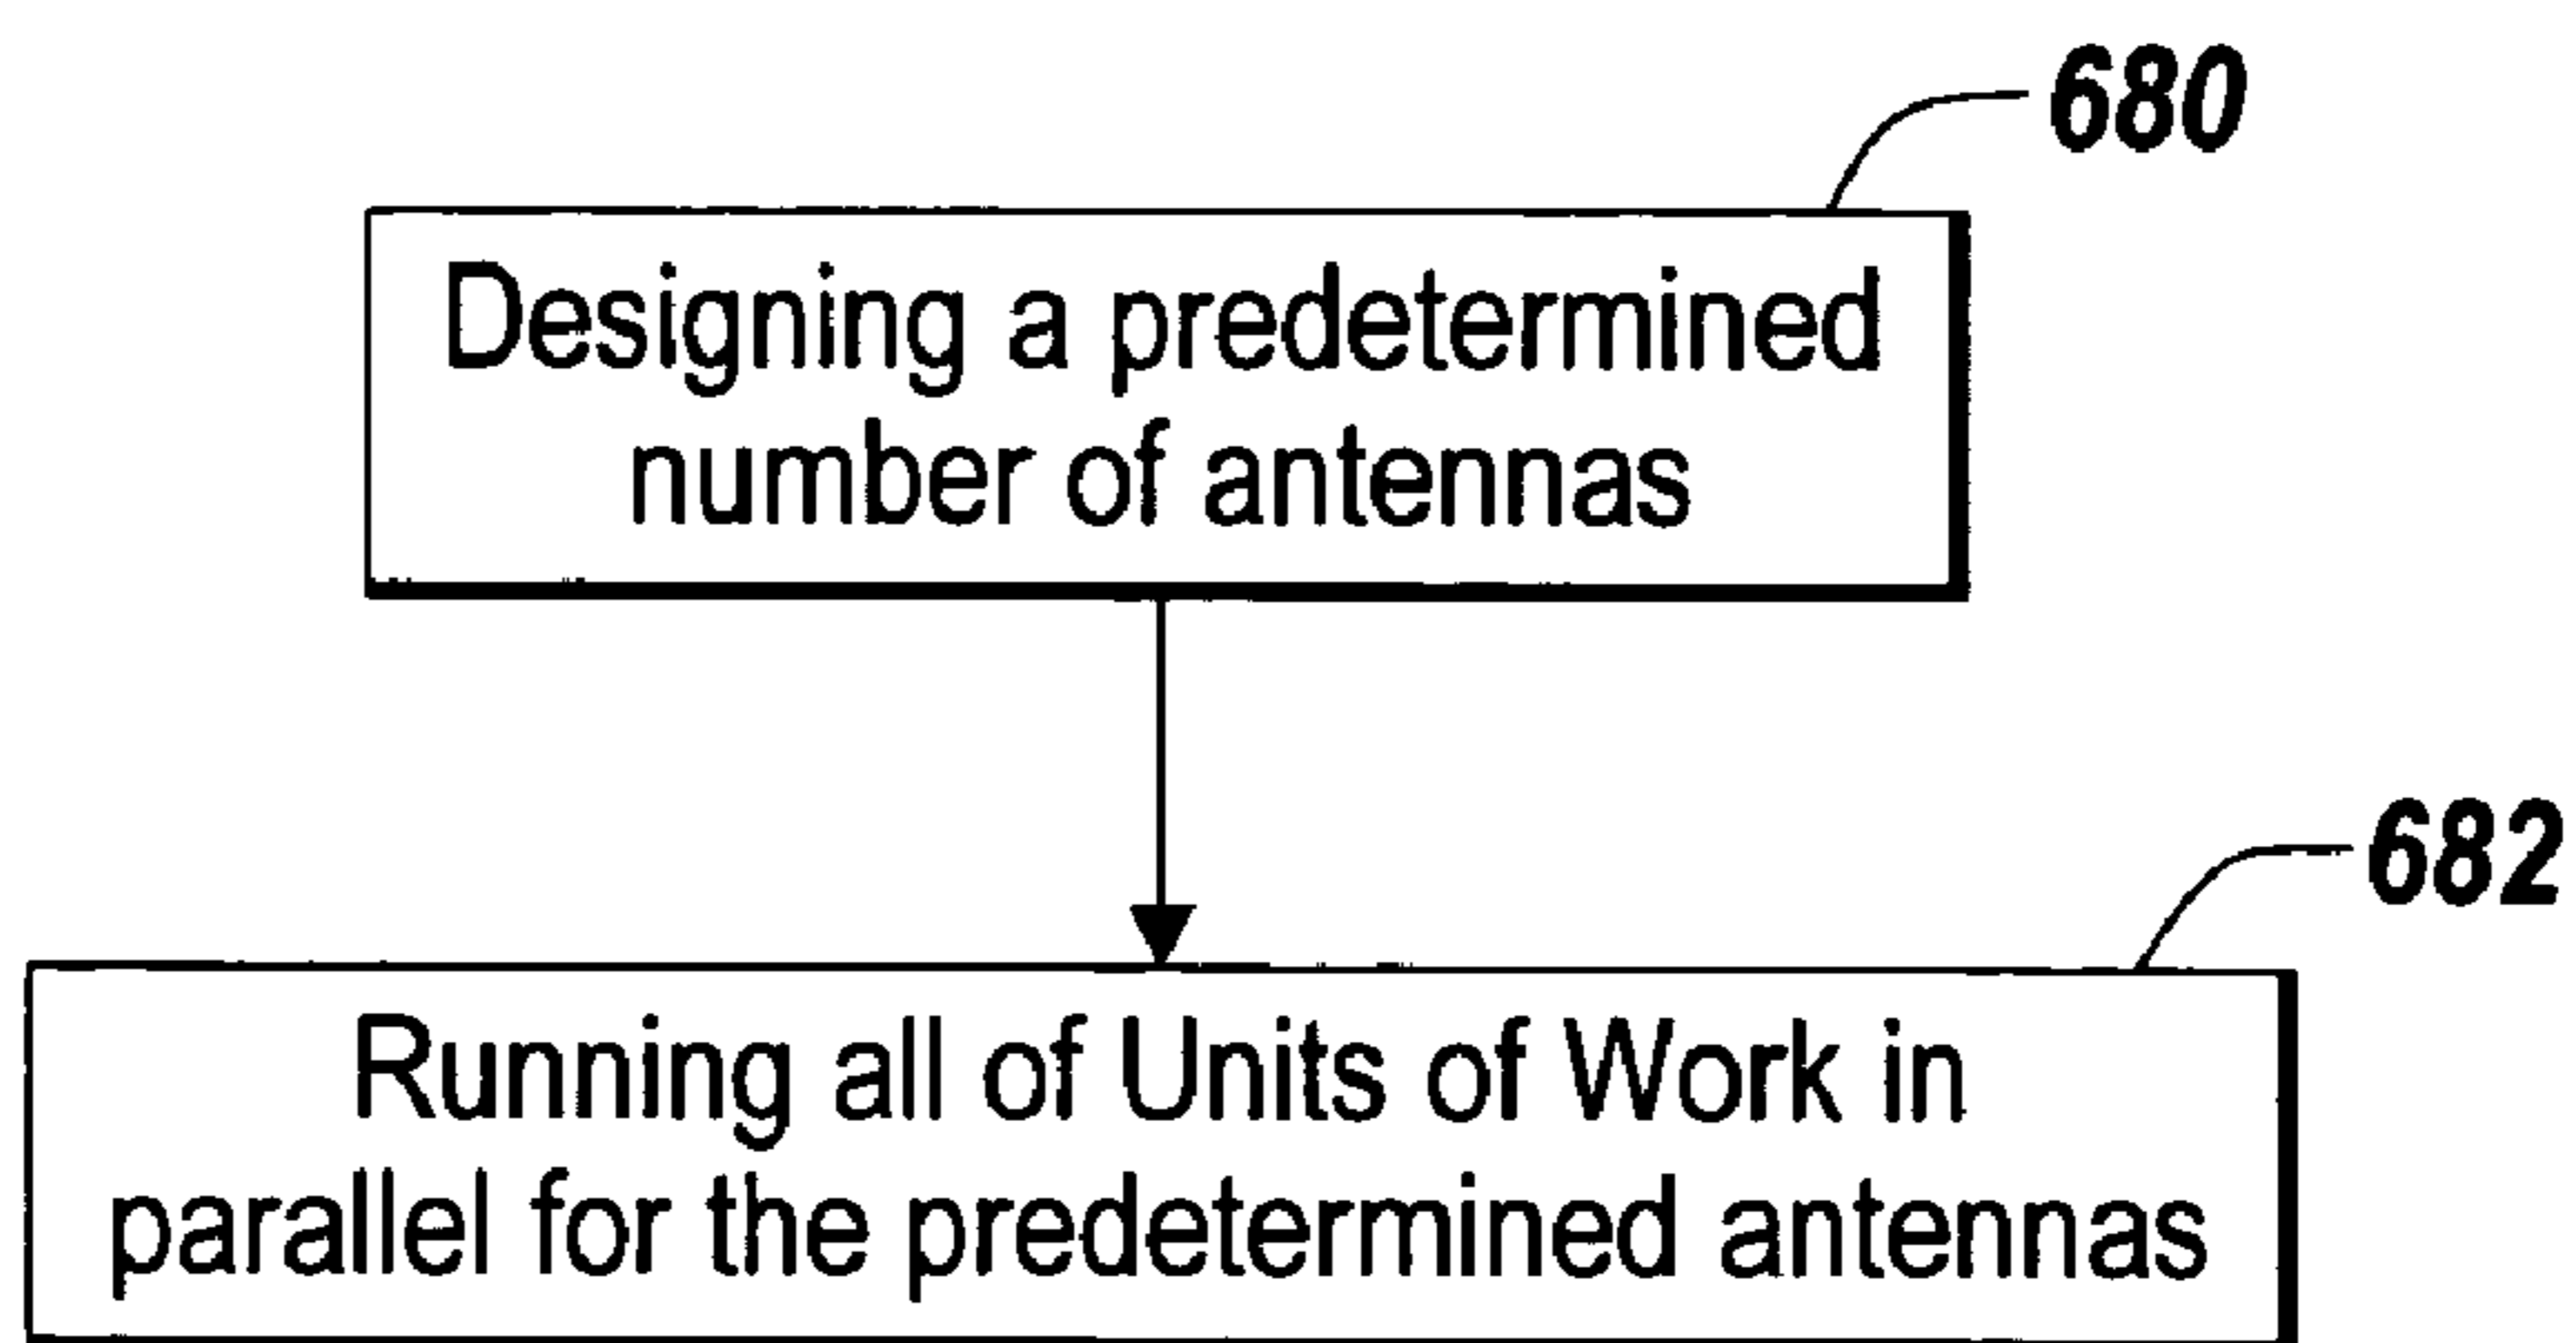 680
Designing a predetermined
number of antennas
682
Running all of Units of Work in
parallel for the predetermined antennas